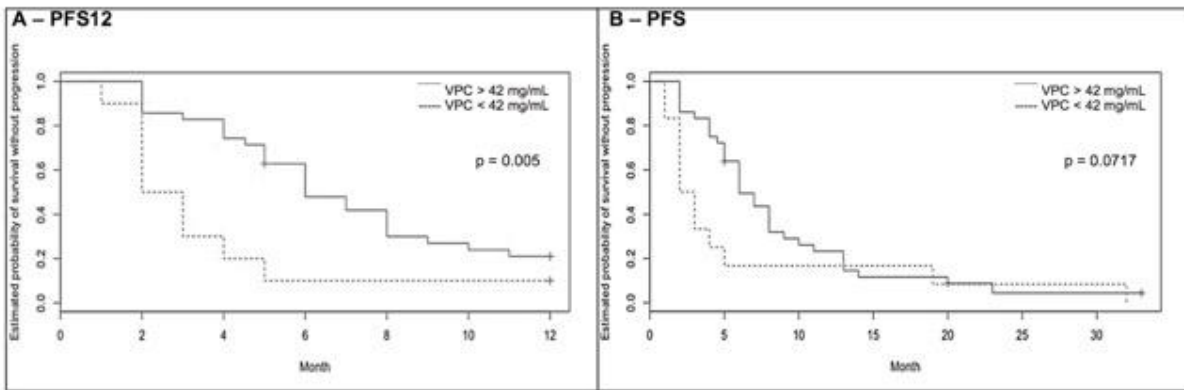 A – PFS12
Estimated probability of survival without progression
1.0
0.8
0.6
0.4
0.2
0.0
VPC > 42 mg/mL
VPC < 42 mg/mL
p = 0.005
0 2 4 6 8 10 12
Month
B – PFS
Estimated probability of survival without progression
1.0
0.8
0.6
0.4
0.2
0.0
VPC > 42 mg/mL
VPC < 42 mg/mL
p = 0.0717
0 5 10 15 20 25 30
Month